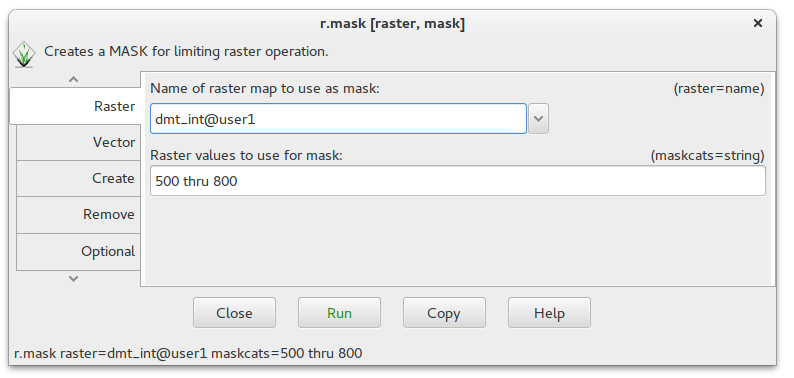 r.mask [raster, mask]
Creates a MASK for limiting raster operation.
Raster
Vector
Create
Remove
Optional
Name of raster map to use as mask: (raster=name)
dmt_int@user1
Raster values to use for mask: (maskcats=string)
500 thru 800
Close Run Copy Help
r.mask raster=dmt_int@user1 maskcats=500 thru 800